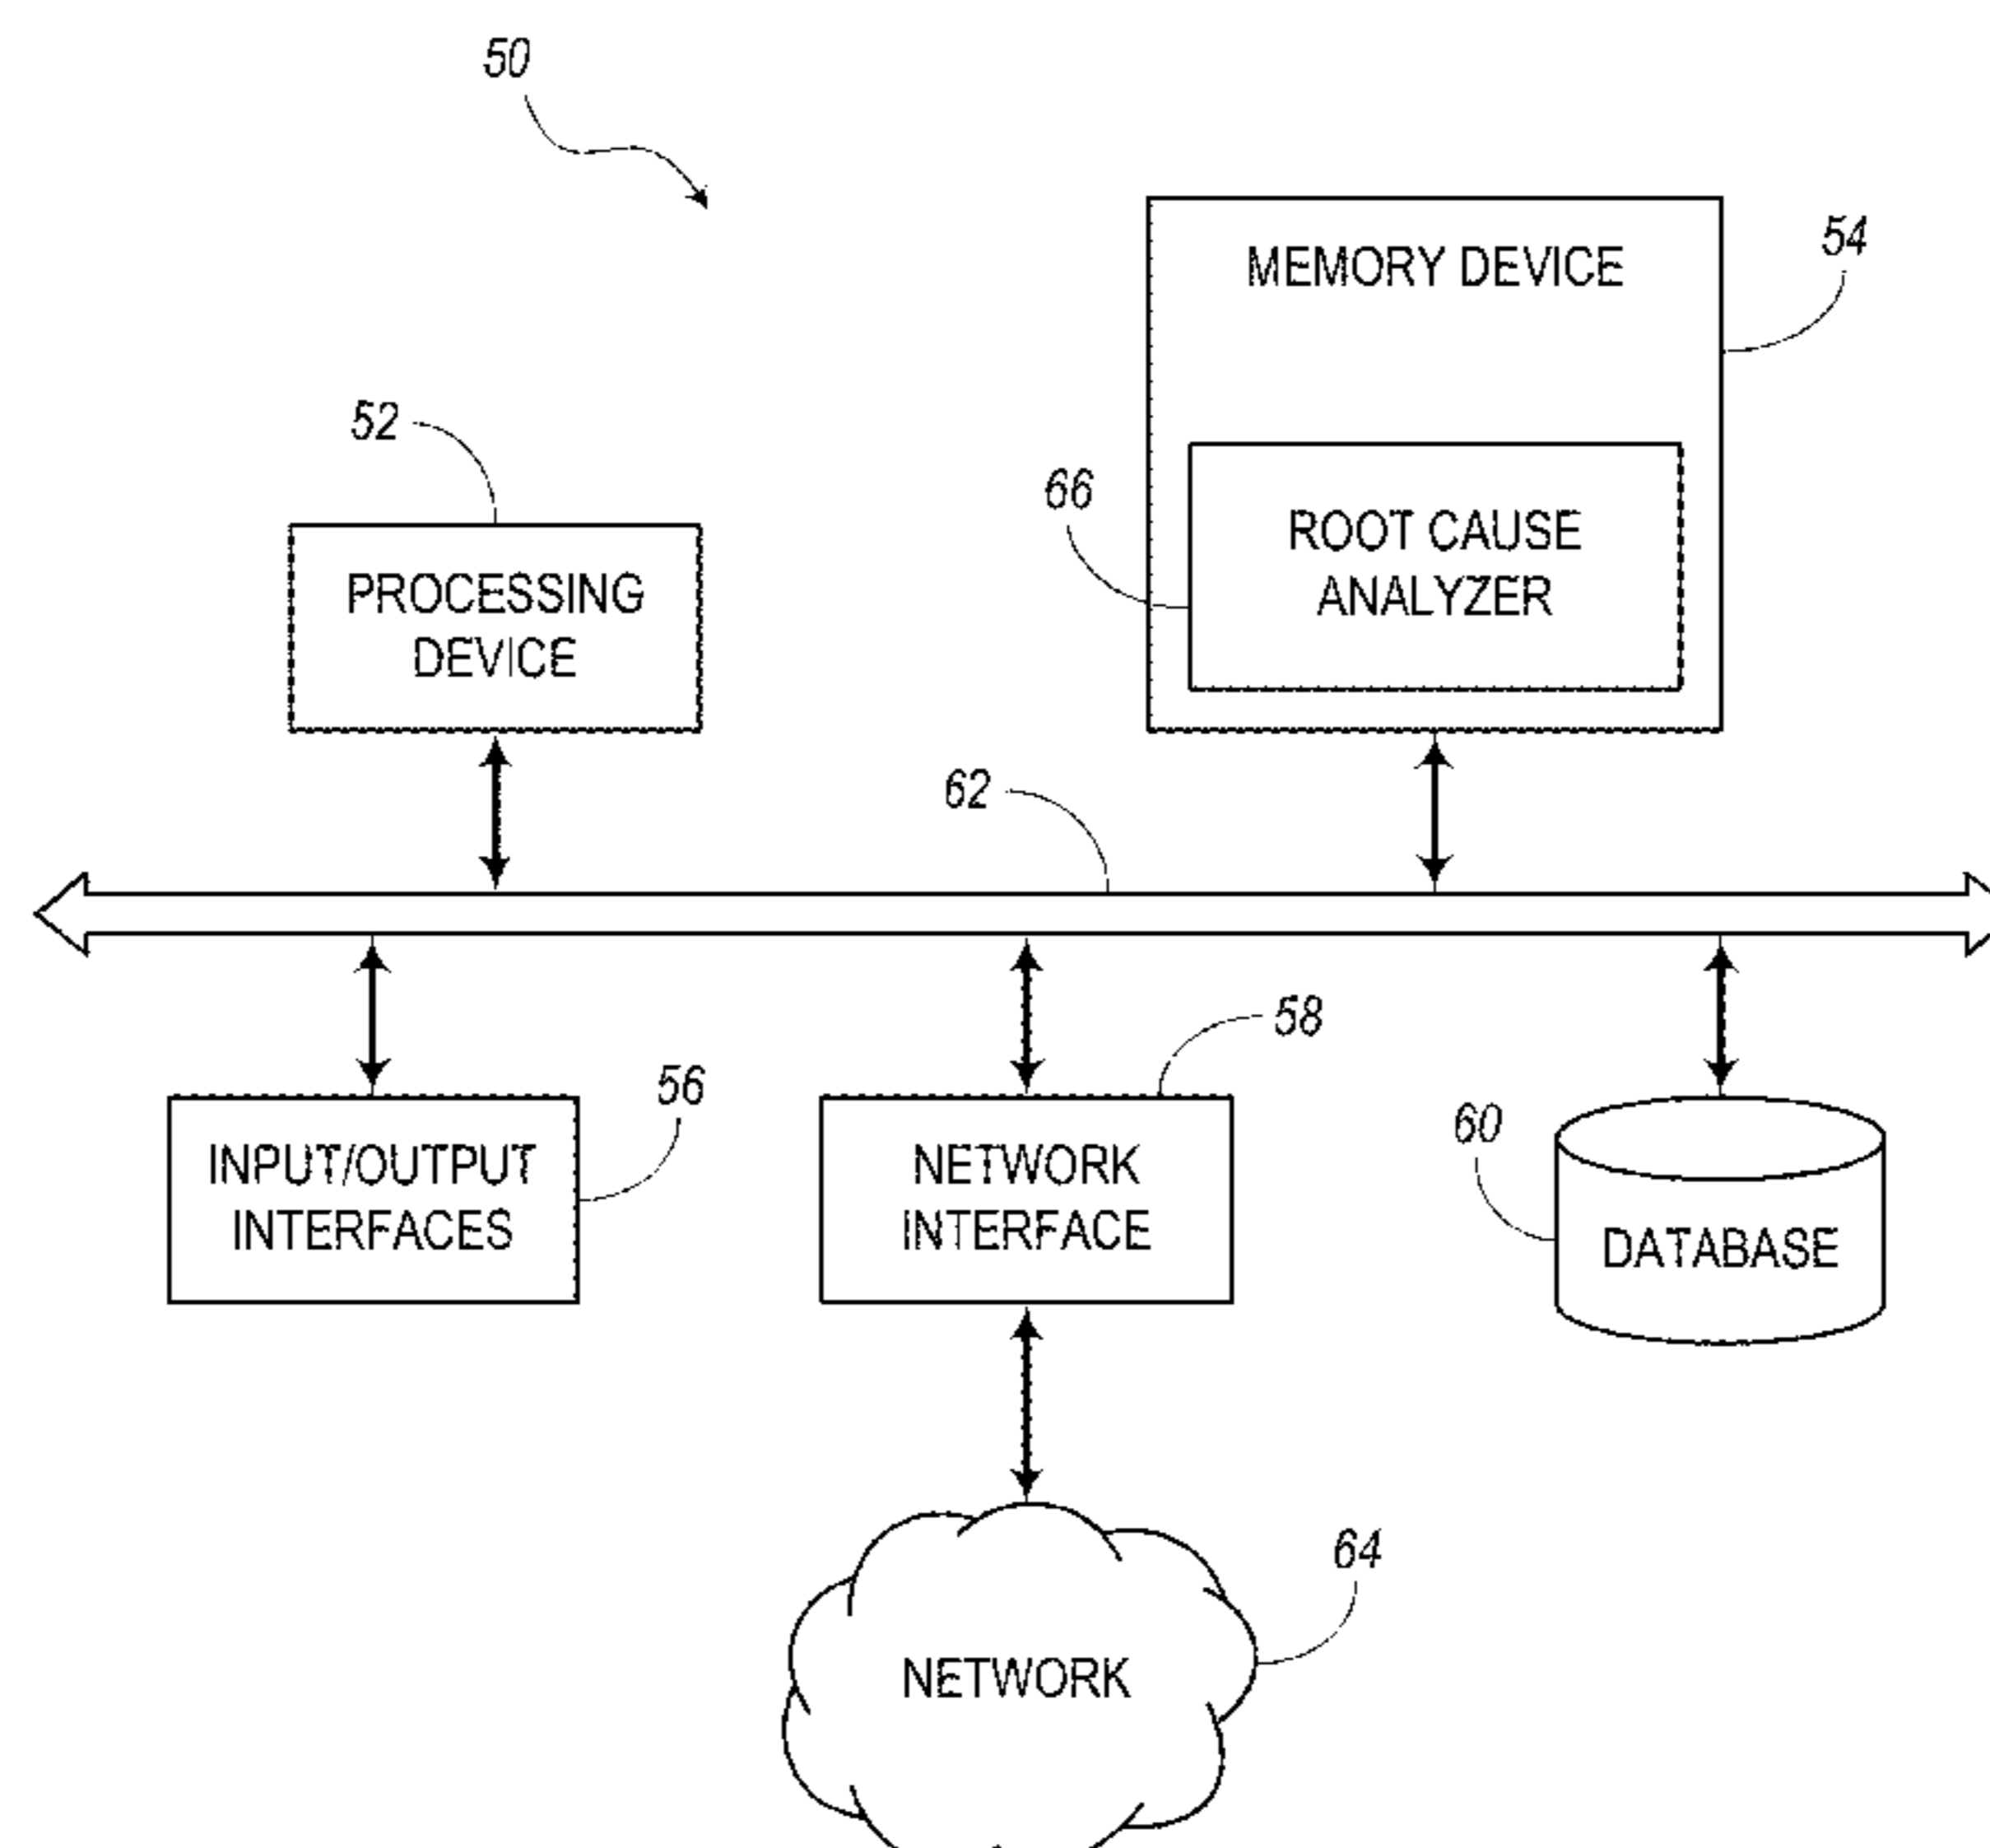 50
MEMORY DEVICE
54
52
66
ROOT CAUSE
ANALYZER
PROCESSING
DEVICE
62
58
56
INPUT/OUTPUT
INTERFACES
NETWORK
INTERFACE
60
DATABASE
64
NETWORK